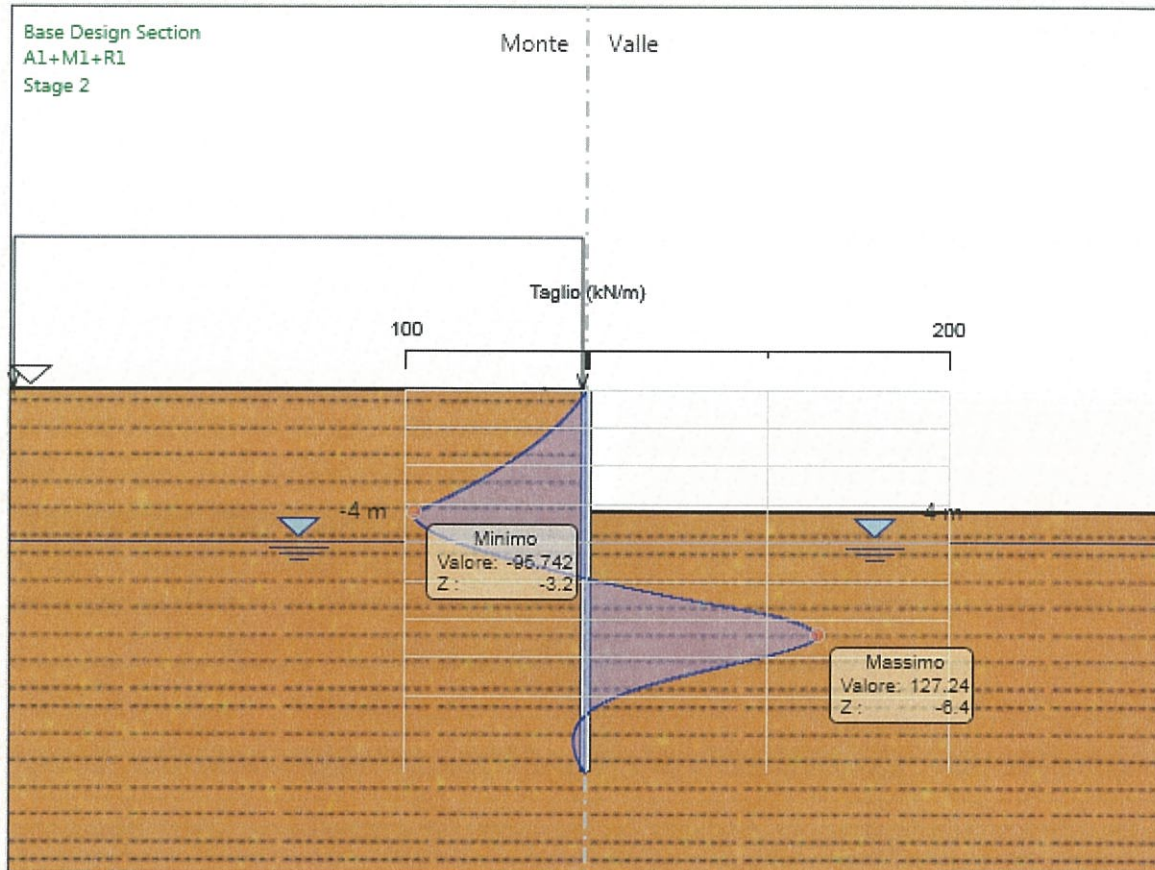 Base Design Section
A1+M1+R1
Stage 2
Monte
Valle
Taglio (kN/m)
100
200
-4 m
4 m
Minimo
Valore: -95.742
Z : -3.2
Massimo
Valore: 127.24
Z : -6.4